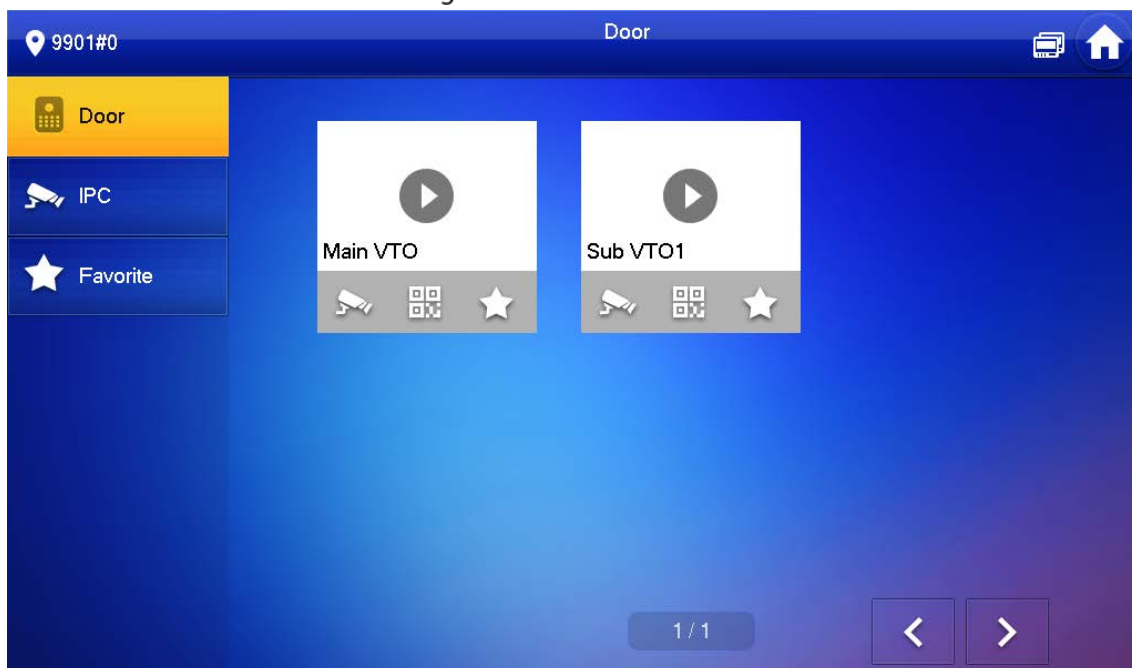 9901#0
Door
Door
IPC
Favorite
Main VTO
Sub VTO1
1 / 1